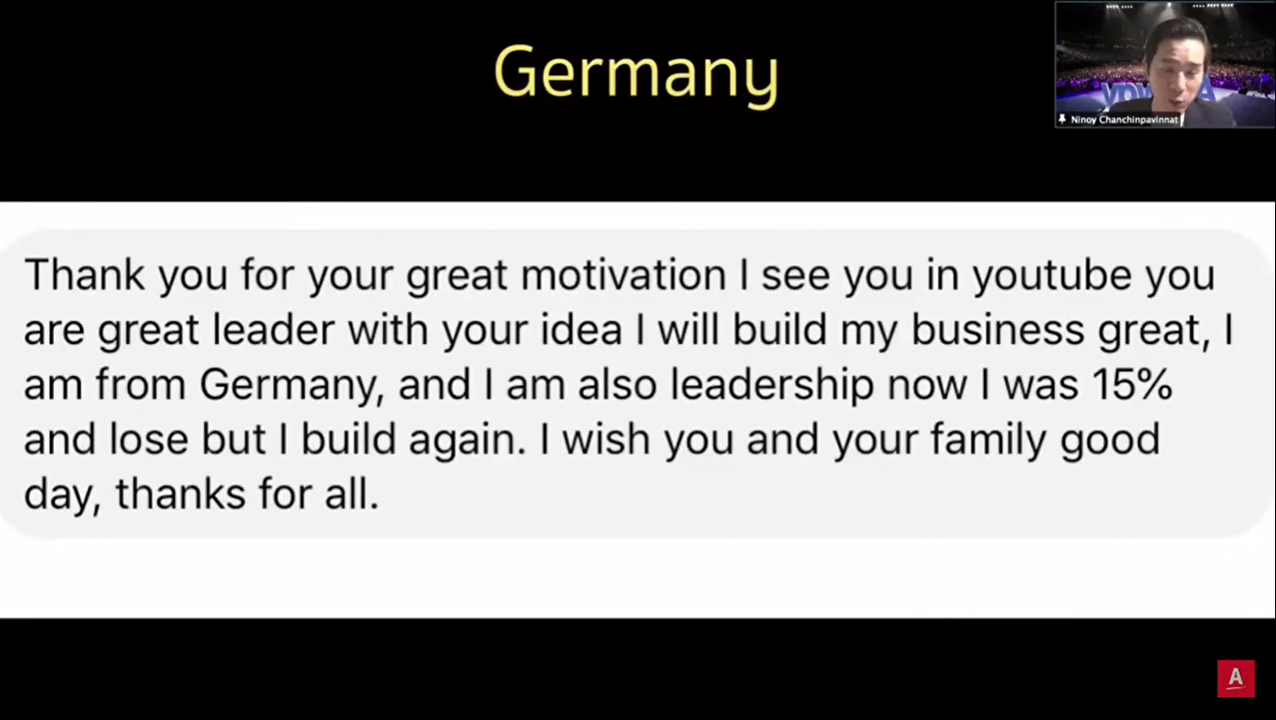 Germany
Ninoy Chanchinpavinnat
Thank you for your great motivation I see you in youtube you
are great leader with your idea I will build my business great, I
am from Germany, and I am also leadership now I was 15%
and lose but I build again. I wish you and your family good
day, thanks for all.
A